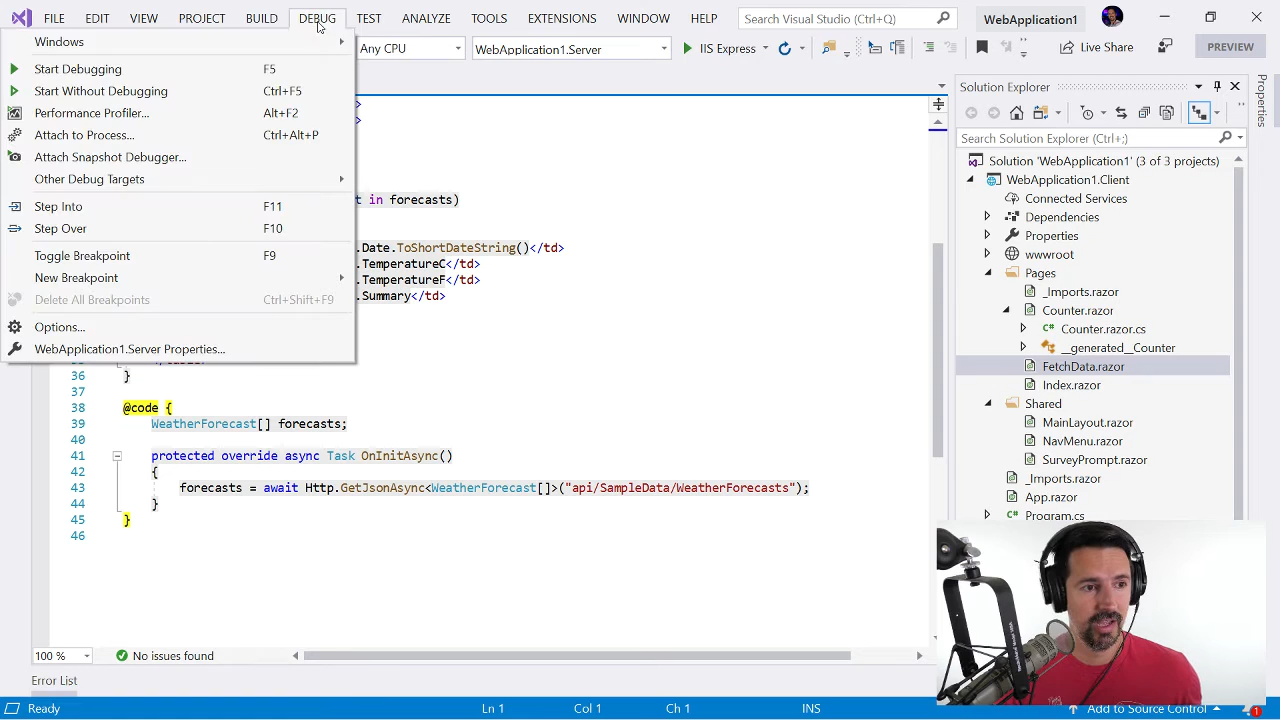 FILE EDIT VIEW PROJECT BUILD DEBUG TEST ANALYZE TOOLS EXTENSIONS WINDOW HELP Search Visual Studio (Ctrl+Q) WebApplication1
Any CPU WebApplication1.Server IIS Express Live Share PREVIEW
Windows
Start Debugging F5
Start Without Debugging Ctrl+F5
Performance Profiler... Alt+F2
Attach to Process... Ctrl+Alt+P
Attach Snapshot Debugger...
Other Debug Targets
Step Into F11
Step Over F10
Toggle Breakpoint F9
New Breakpoint
Delete All Breakpoints Ctrl+Shift+F9
Options...
WebApplication1.Server Properties...
t in forecasts)
.Date.ToShortDateString()</td>
.TemperatureC</td>
.TemperatureF</td>
.Summary</td>
36 }
37
38 @code {
39 WeatherForecast[] forecasts;
40
41 protected override async Task OnInitAsync()
42 {
43 forecasts = await Http.GetJsonAsync<WeatherForecast[]>("api/SampleData/WeatherForecasts");
44 }
45 }
46
100 % No issues found
Error List
Ready Ln 1 Col 1 Ch 1 INS Add to Source Control 1
Solution Explorer
Search Solution Explorer (Ctrl+;)
Solution 'WebApplication1' (3 of 3 projects)
WebApplication1.Client
Connected Services
Dependencies
Properties
wwwroot
Pages
_Imports.razor
Counter.razor
Counter.razor.cs
__generated__Counter
FetchData.razor
Index.razor
Shared
MainLayout.razor
NavMenu.razor
SurveyPrompt.razor
_Imports.razor
App.razor
Program.cs
Properties